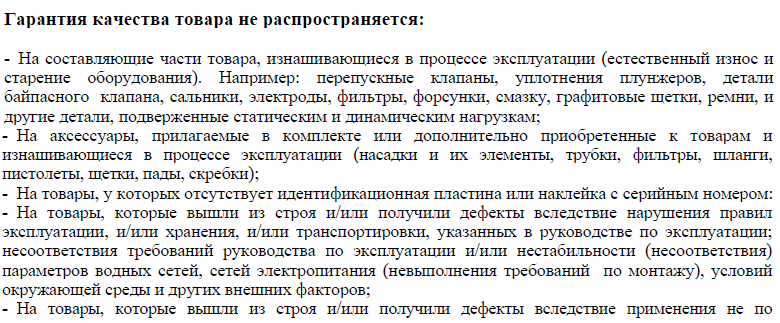 Гарантия качества товара не распространяется:
- На составляющие части товара, изнашивающиеся в процессе эксплуатации (естественный износ и
старение оборудования). Например: перепускные клапаны, уплотнения плунжеров, детали
байпасного клапана, сальники, электроды, фильтры, форсунки, смазку, графитовые щетки, ремни, и
другие детали, подверженные статическим и динамическим нагрузкам;
- На аксессуары, прилагаемые в комплекте или дополнительно приобретенные к товарам и
изнашивающиеся в процессе эксплуатации (насадки и их элементы, трубки, фильтры, шланги,
пистолеты, щетки, пады, скребки);
- На товары, у которых отсутствует идентификационная пластина или наклейка с серийным номером:
- На товары, которые вышли из строя и/или получили дефекты вследствие нарушения правил
эксплуатации, и/или хранения, и/или транспортировки, указанных в руководстве по эксплуатации;
несоответствия требований руководства по эксплуатации и/или нестабильности (несоответствия)
параметров водных сетей, сетей электропитания (невыполнения требований по монтажу), условий
окружающей среды и других внешних факторов;
- На товары, которые вышли из строя и/или получили дефекты вследствие применения не по